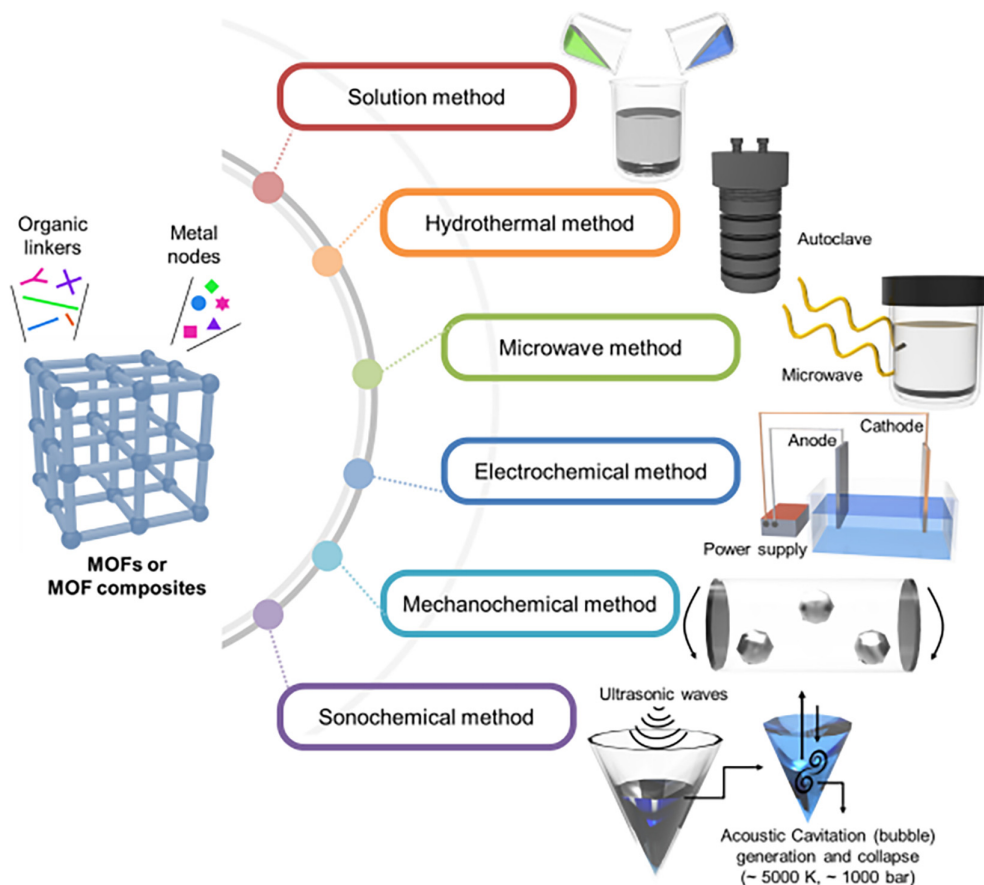 Solution method
Hydrothermal method
Autoclave
Organic
linkers
Metal
nodes
Microwave method
Microwave
Cathode
Anode
Electrochemical method
Power supply
MOFs or
MOF composites
Mechanochemical method
Ultrasonic waves
Sonochemical method
Acoustic Cavitation (bubble)
generation and collapse
(~ 5000 K, ~ 1000 bar)